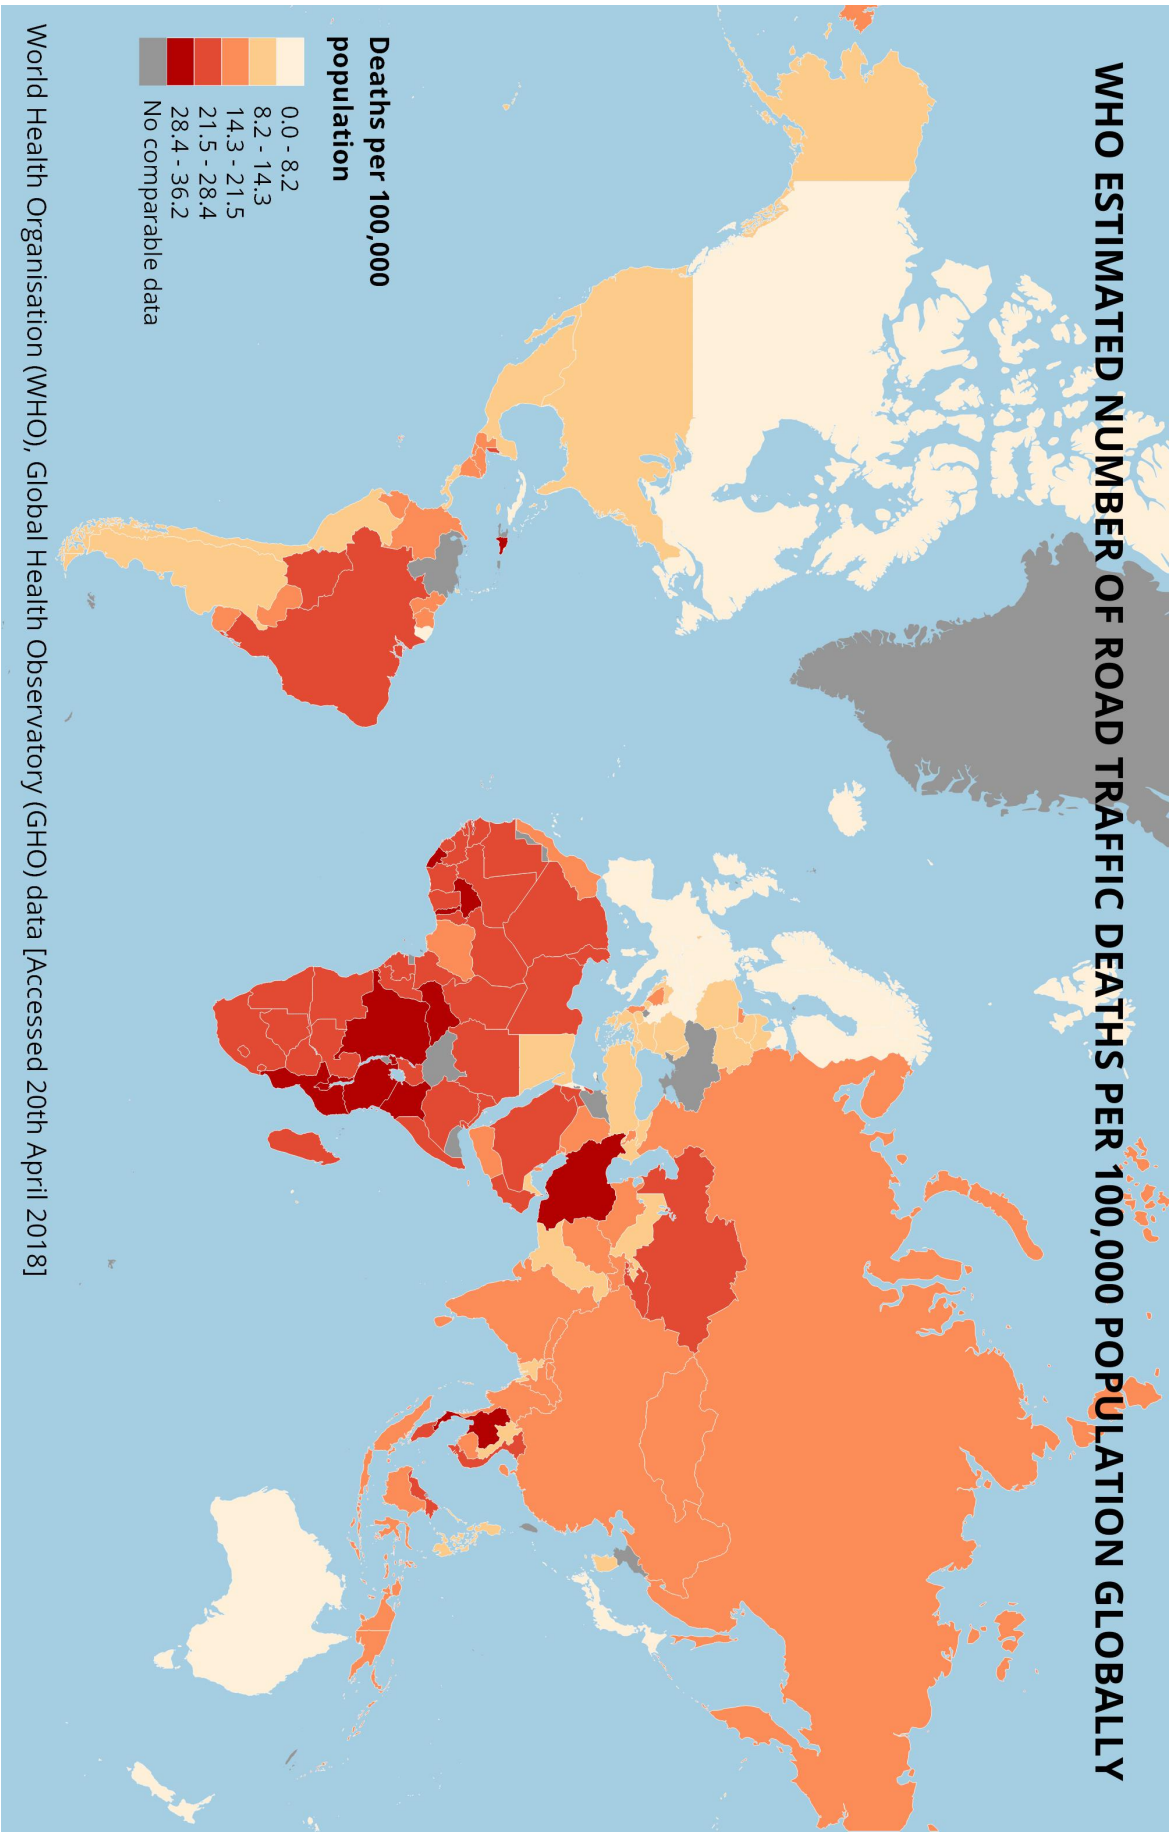 WHO ESTIMATED NUMBER OF ROAD TRAFFIC DEATHS PER 100,000 POPULATION GLOBALLY
Deaths per 100,000
population
0.0 - 8.2
8.2 - 14.3
14.3 - 21.5
21.5 - 28.4
28.4 - 36.2
No comparable data
World Health Organisation (WHO), Global Health Observatory (GHO) data [Accessed 20th April 2018]